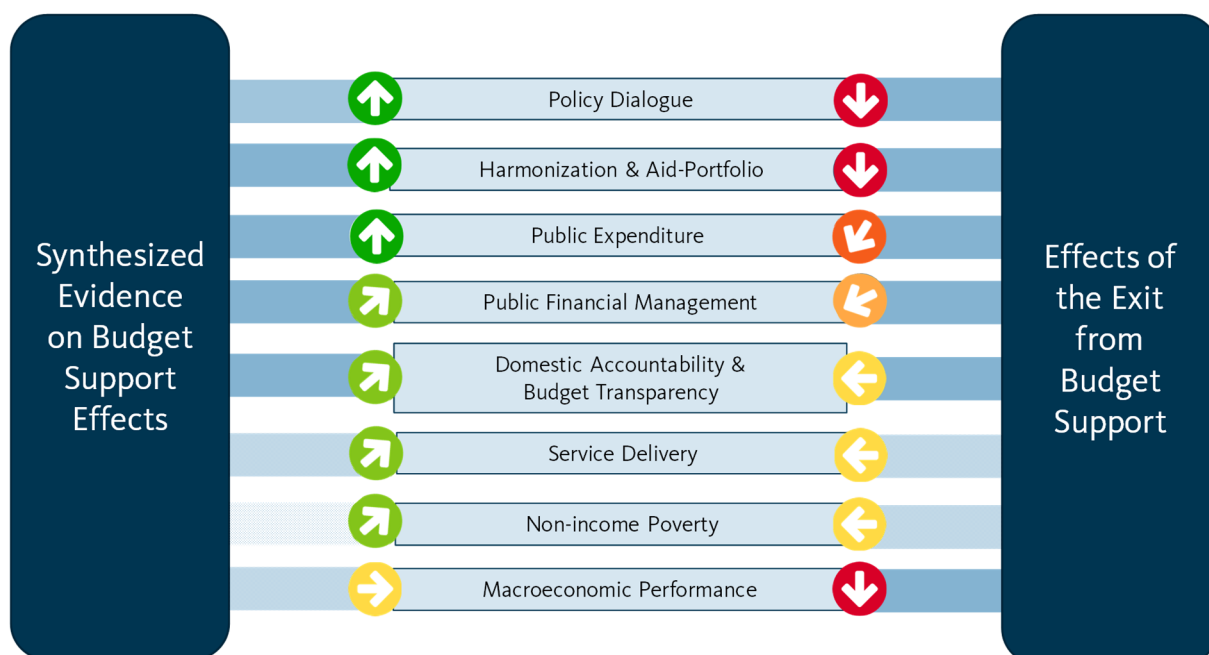 Synthesized
Evidence
on Budget
Support
Effects
Policy Dialogue
Harmonization & Aid-Portfolio
Public Expenditure
Public Financial Management
Domestic Accountability &
Budget Transparency
Service Delivery
Non-income Poverty
Macroeconomic Performance
Effects of
the Exit
from
Budget
Support